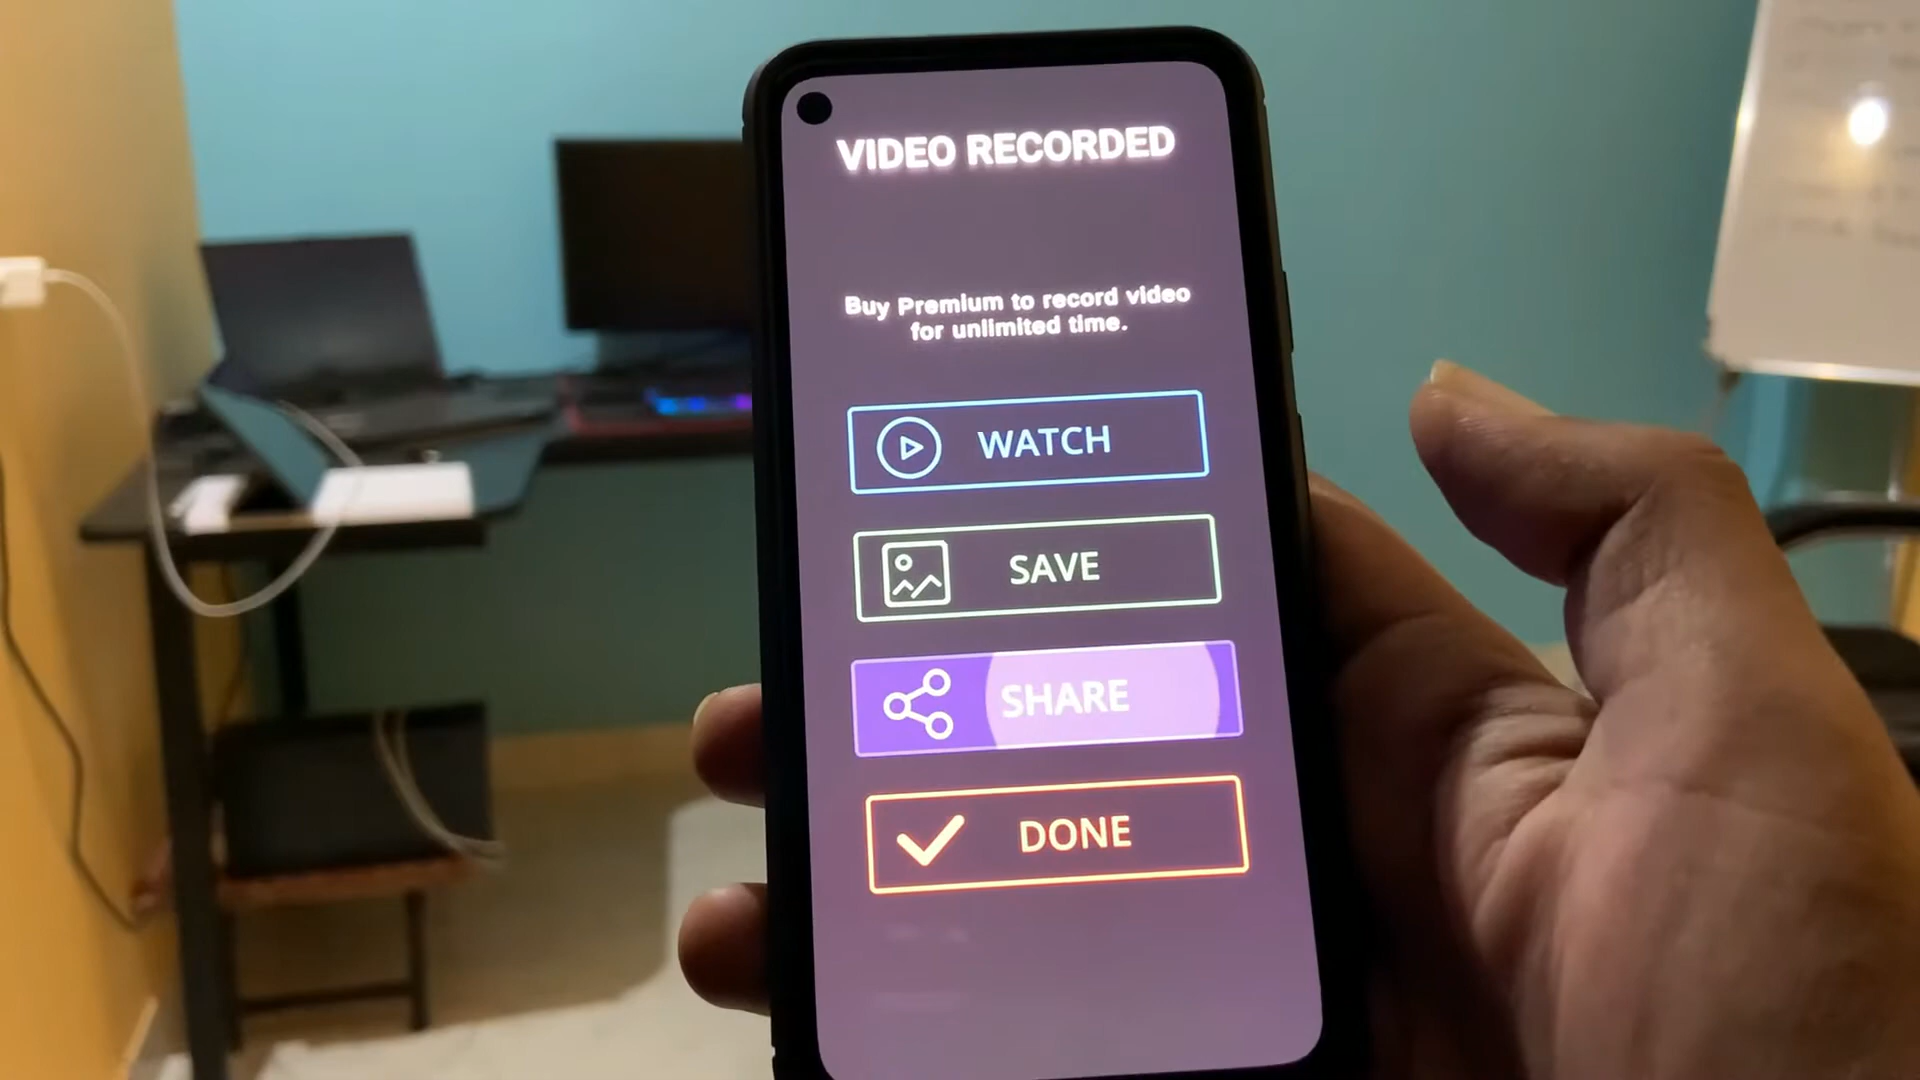 VIDEO RECORDED
Buy Premium to record video
for unlimited time.
WATCH
SAVE
SHARE
DONE